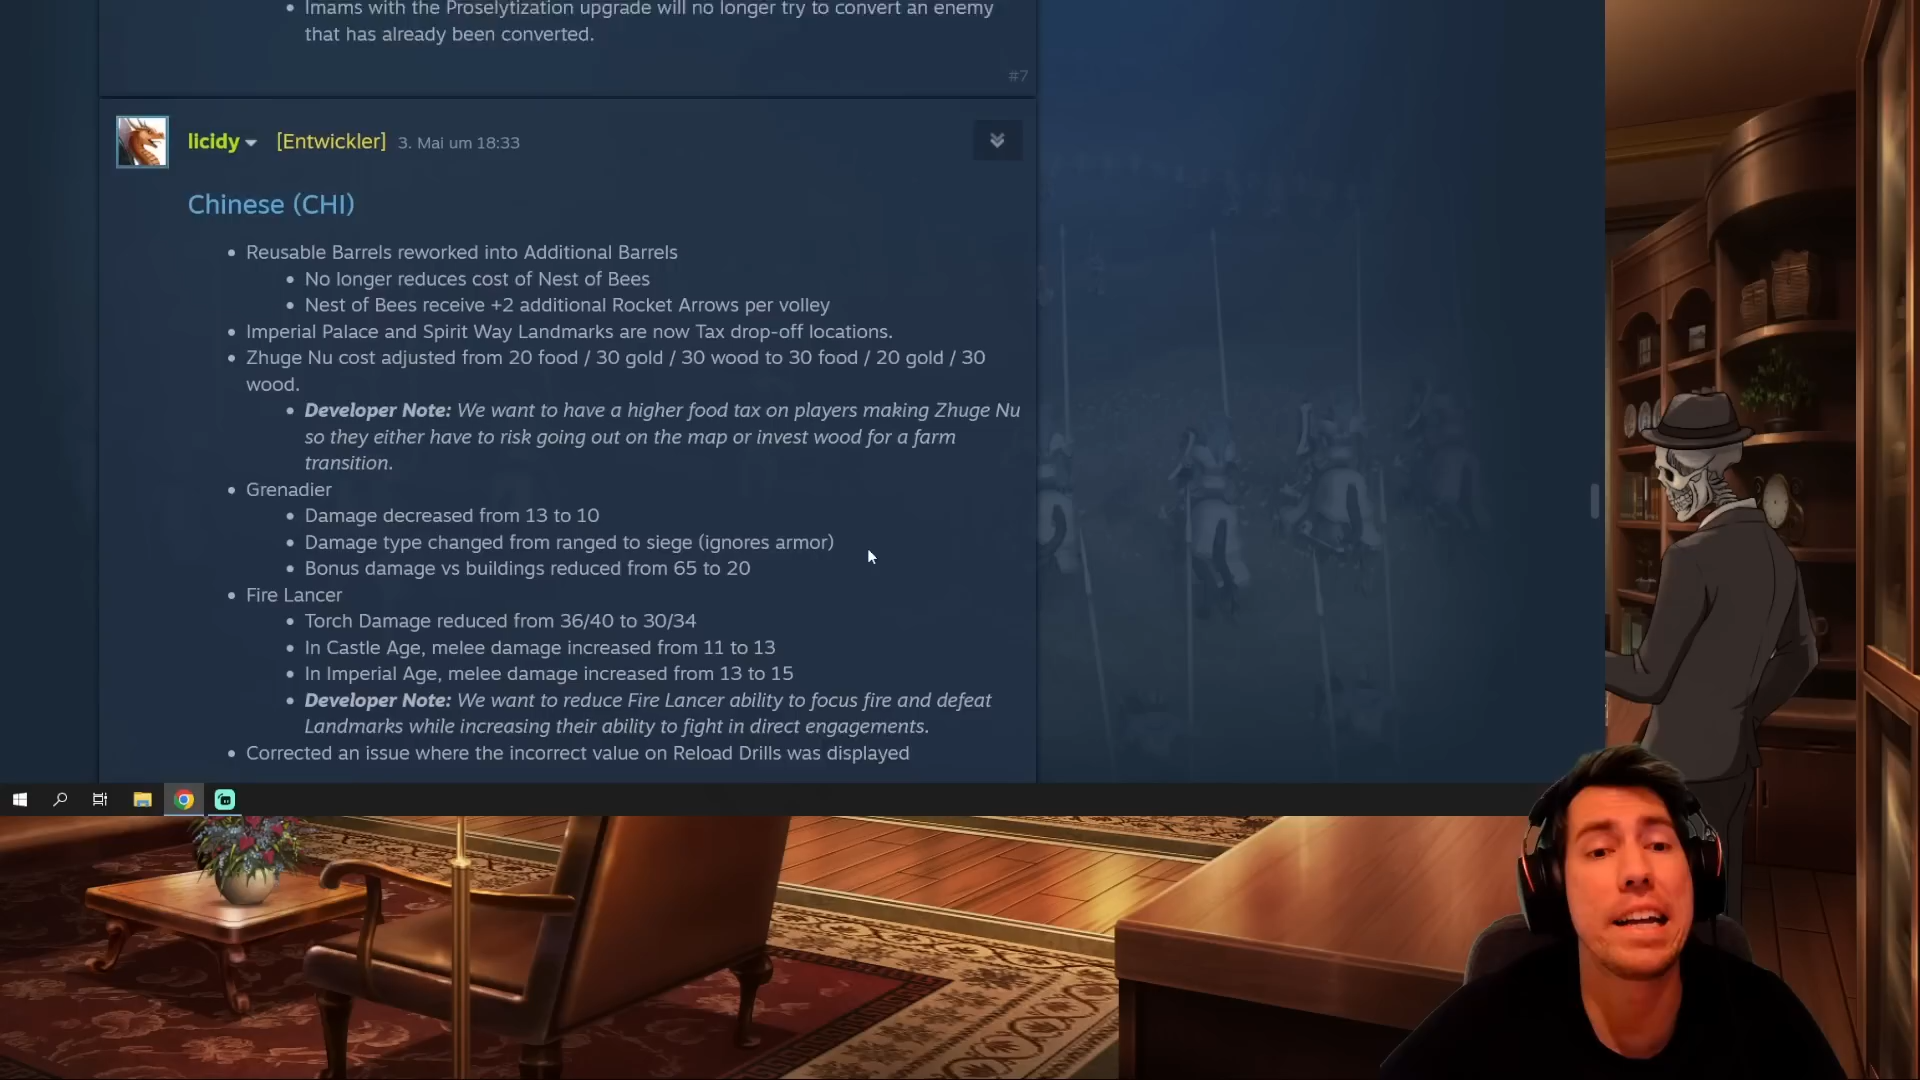 Imams with the Proselytization upgrade will no longer try to convert an enemy
that has already been converted.
#7
licidy [Entwickler] 3. Mai um 18:33
Chinese (CHI)
Reusable Barrels reworked into Additional Barrels
No longer reduces cost of Nest of Bees
Nest of Bees receive +2 additional Rocket Arrows per volley
Imperial Palace and Spirit Way Landmarks are now Tax drop-off locations.
Zhuge Nu cost adjusted from 20 food / 30 gold / 30 wood to 30 food / 20 gold / 30
wood.
Developer Note: We want to have a higher food tax on players making Zhuge Nu
so they either have to risk going out on the map or invest wood for a farm
transition.
Grenadier
Damage decreased from 13 to 10
Damage type changed from ranged to siege (ignores armor)
Bonus damage vs buildings reduced from 65 to 20
Fire Lancer
Torch Damage reduced from 36/40 to 30/34
In Castle Age, melee damage increased from 11 to 13
In Imperial Age, melee damage increased from 13 to 15
Developer Note: We want to reduce Fire Lancer ability to focus fire and defeat
Landmarks while increasing their ability to fight in direct engagements.
Corrected an issue where the incorrect value on Reload Drills was displayed